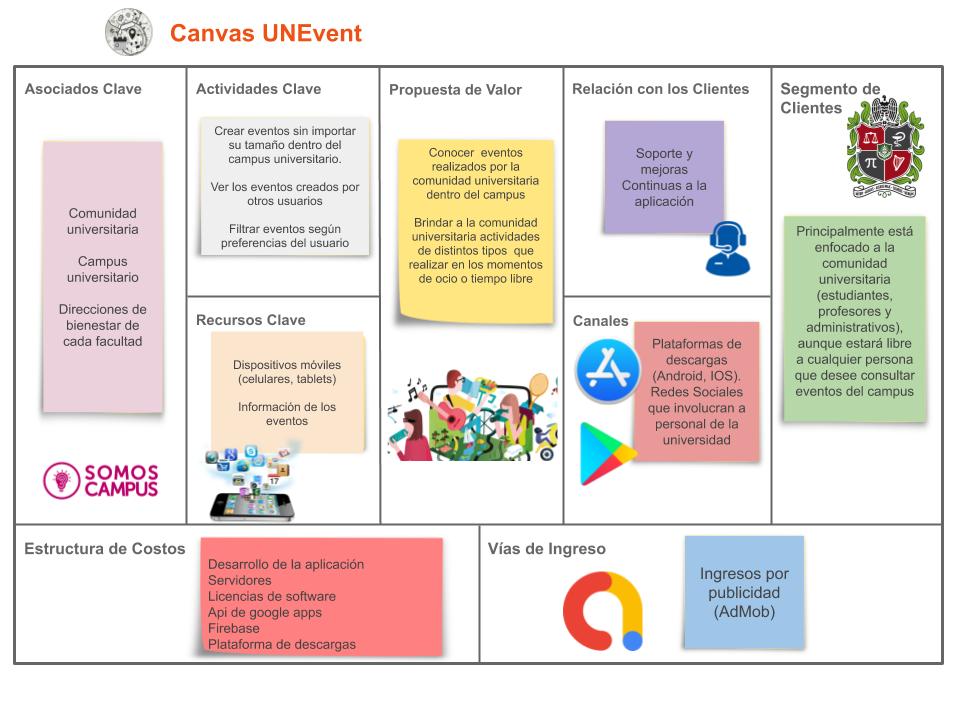 Canvas UNEvent
Asociados Clave
Comunidad
universitaria
Campus
universitario
Direcciones de
bienestar de
cada facultad
SOMOS
CAMPUS
Actividades Clave
Crear eventos sin importar
su tamaño dentro del
campus universitario.
Ver los eventos creados por
otros usuarios
Filtrar eventos según
preferencias del usuario
Recursos Clave
Dispositivos móviles
(celulares, tablets)
Información de los
eventos
17
Propuesta de Valor
Conocer eventos
realizados por la
comunidad universitaria
dentro del campus
Brindar a la comunidad
universitaria actividades
de distintos tipos que
realizar en los momentos
de ocio o tiempo libre
Relación con los Clientes
Soporte y
mejoras
Continuas a la
aplicación
Canales
Plataformas de
descargas
(Android, IOS).
Redes Sociales
que involucran a
personal de la
universidad
Segmento de
Clientes
Principalmente está
enfocado a la
comunidad
universitaria
(estudiantes,
profesores y
administrativos),
aunque estará libre
a cualquier persona
que desee consultar
eventos del campus
Estructura de Costos
Desarrollo de la aplicación
Servidores
Licencias de software
Api de google apps
Firebase
Plataforma de descargas
Vías de Ingreso
Ingresos por
publicidad
(AdMob)